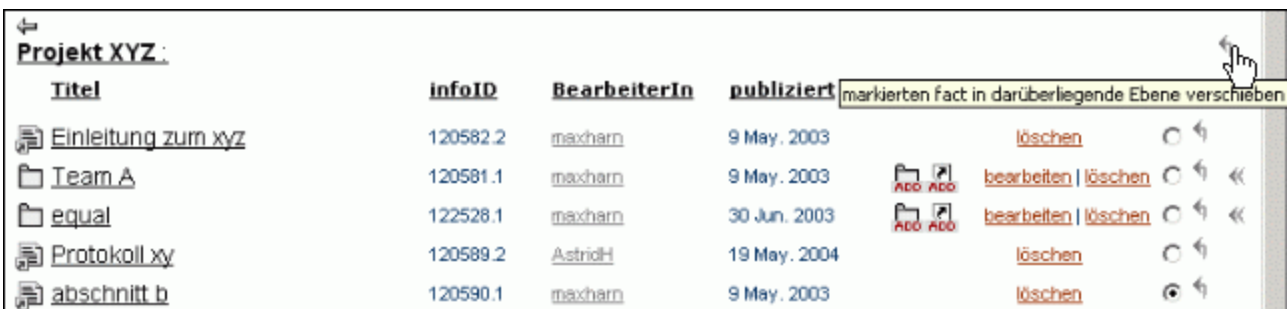 Projekt XYZ :
Titel infoID BearbeiterIn publiziert markierten fact in darüberliegende Ebene verschieben
Einleitung zum xyz 120582.2 maxharn 9 May. 2003 löschen
Team A 120581.1 maxharn 9 May. 2003 ADD ADD bearbeiten | löschen
equal 122528.1 maxharn 30 Jun. 2003 ADD ADD bearbeiten | löschen
Protokoll xy 120589.2 AstridH 19 May. 2004 löschen
abschnitt b 120590.1 maxharn 9 May. 2003 löschen